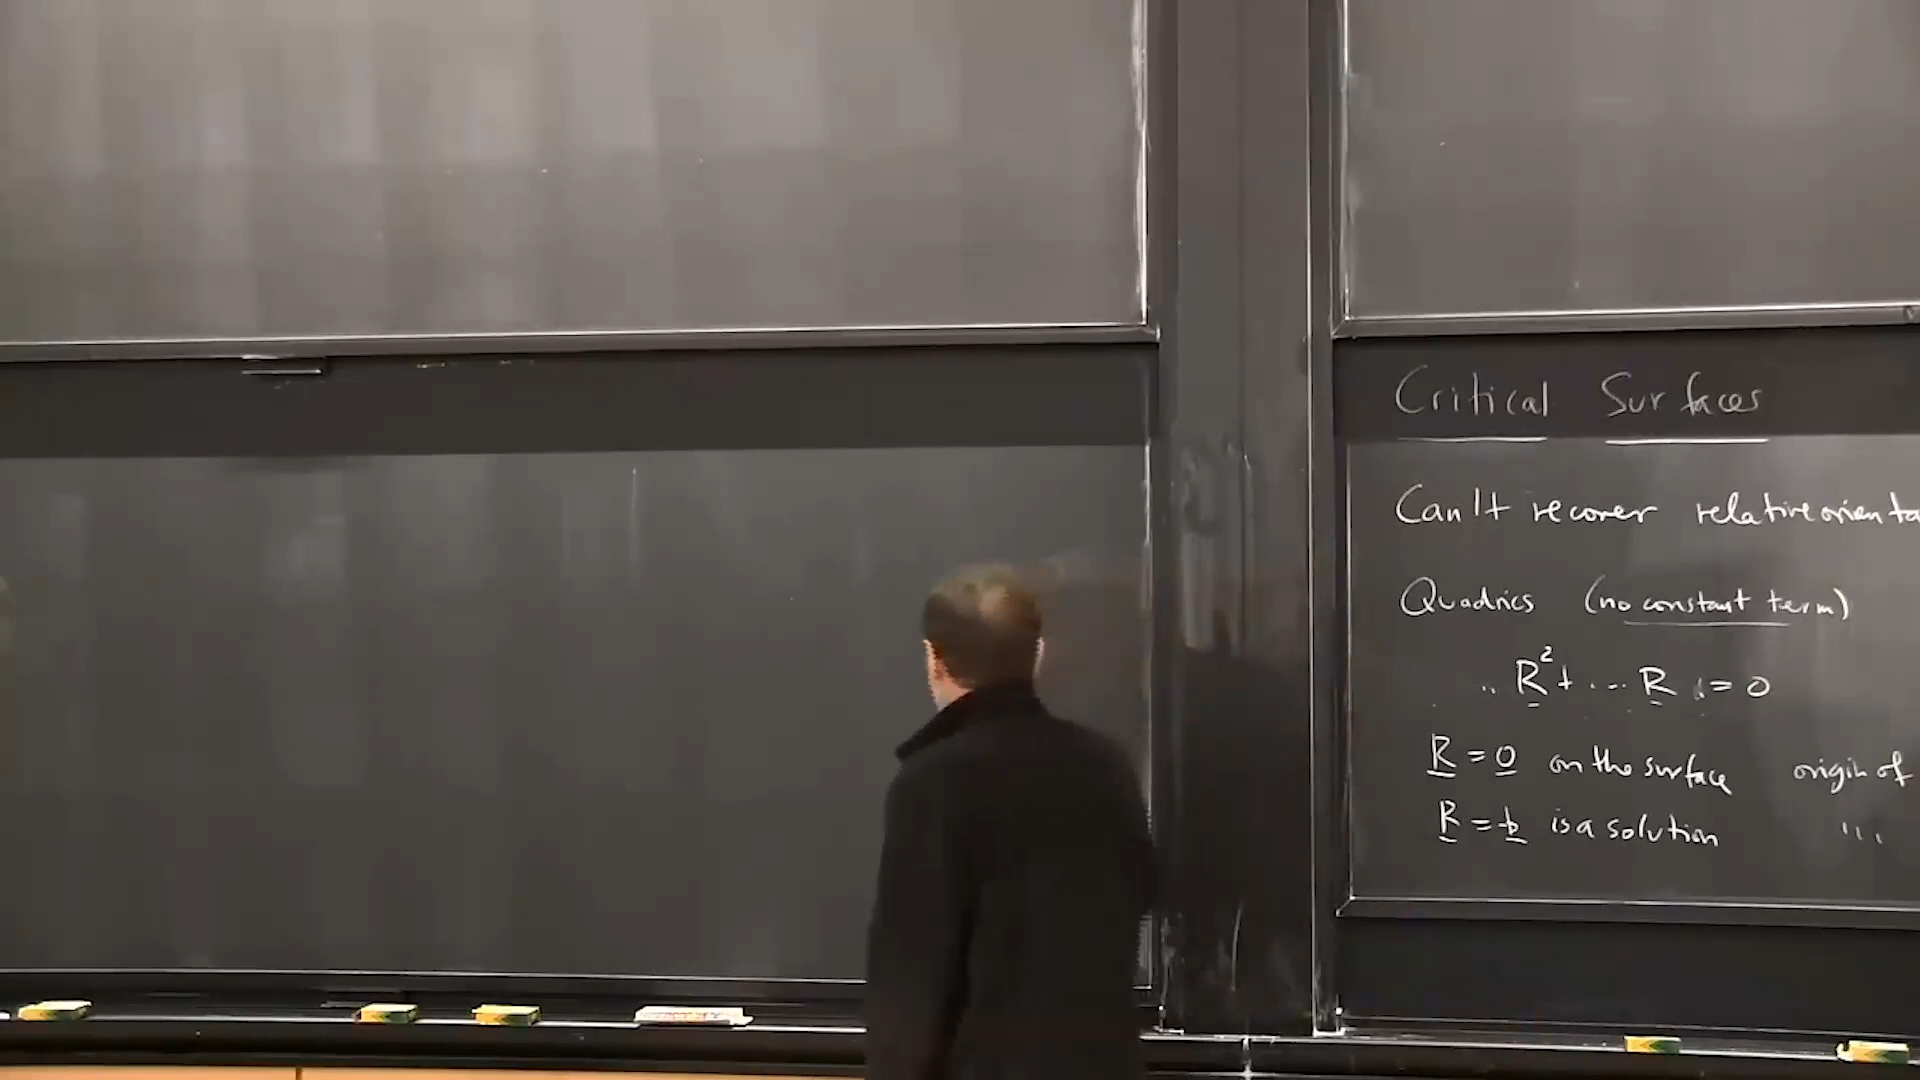 Critical Surfaces
Can't recover relative orienta
Quadrics (no constant term)
.. R² + ... R = 0
R = 0 on the surface origin of
R = b is a solution "'